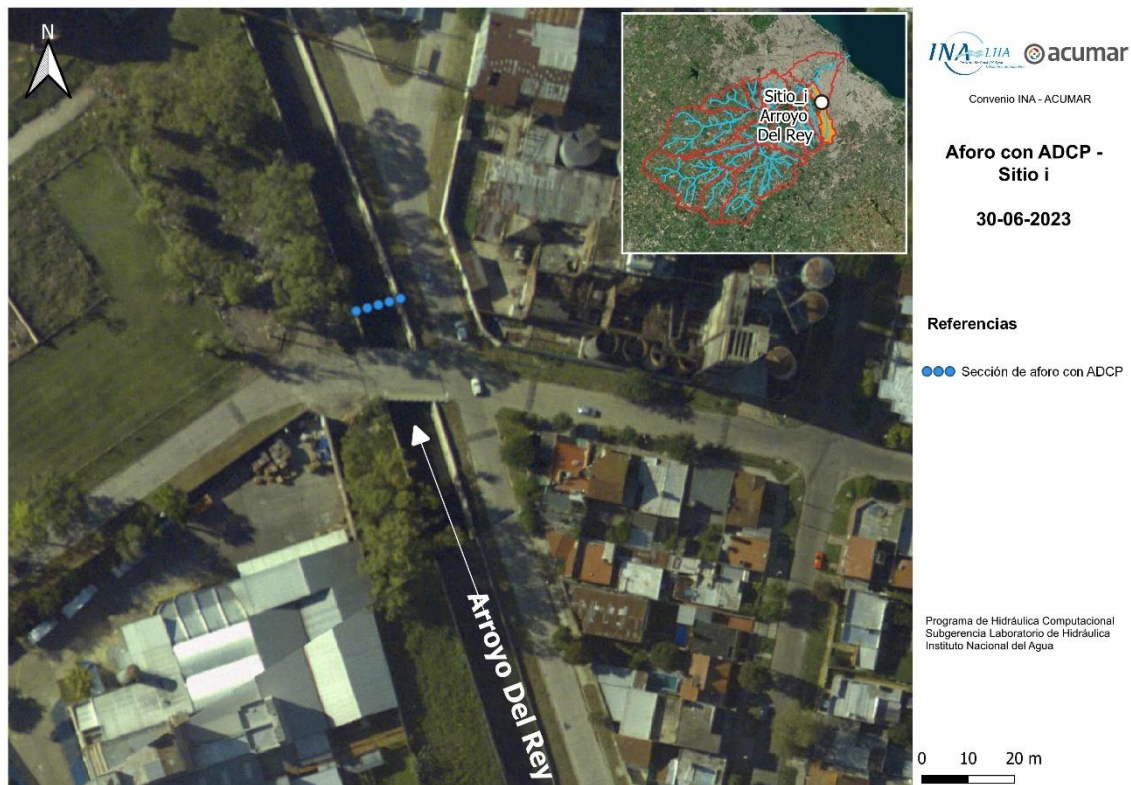 N
Sitio i
Arroyo
Del Rey
Arroyo Del Rey
INA LHA acumar
Convenio INA - ACUMAR
Aforo con ADCP -
Sitio i
30-06-2023
Referencias
Sección de aforo con ADCP
Programa de Hidráulica Computacional
Subgerencia Laboratorio de Hidráulica
Instituto Nacional del Agua
0 10 20 m